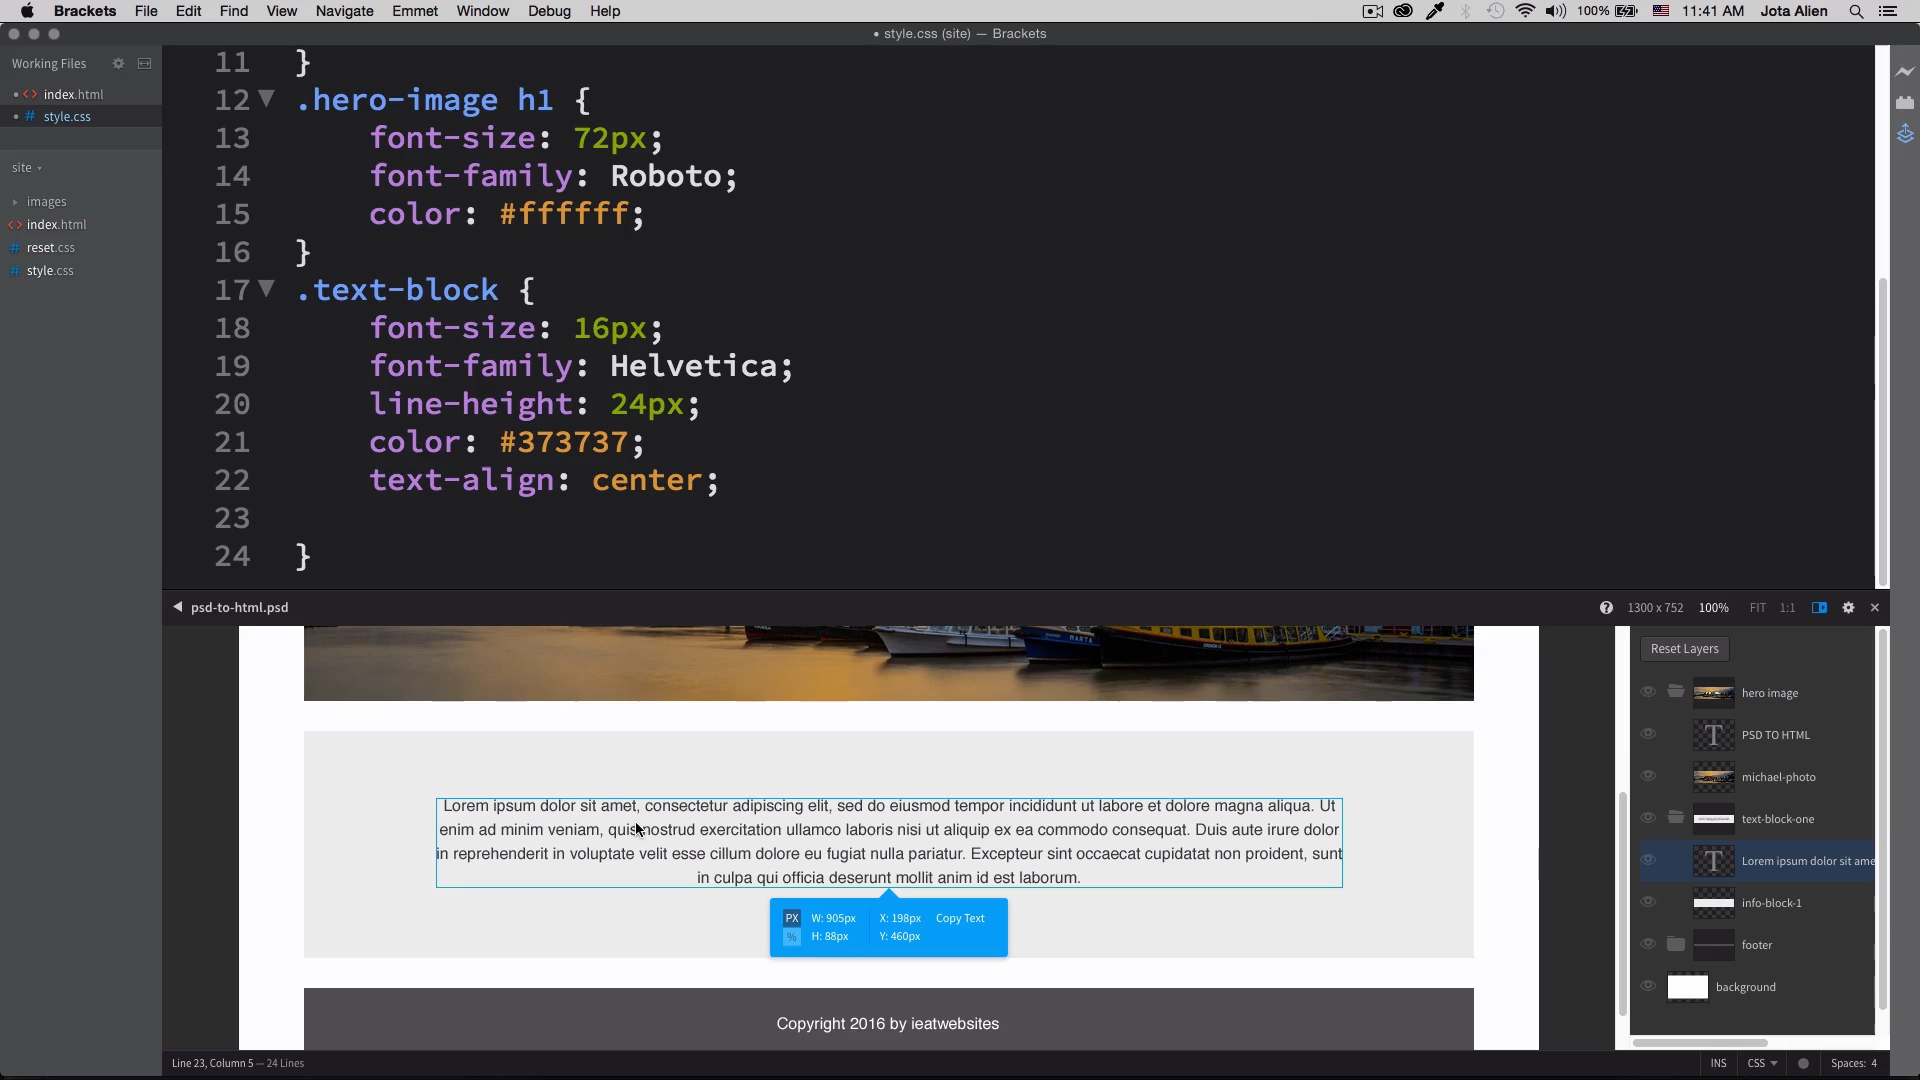 Brackets File Edit Find View Navigate Emmet Window Debug Help 100% 11:41 AM Jota Alien
• style.css (site) — Brackets
Working Files
index.html
style.css
site
images
index.html
reset.css
style.css
11 }
12 .hero-image h1 {
13 font-size: 72px;
14 font-family: Roboto;
15 color: #ffffff;
16 }
17 .text-block {
18 font-size: 16px;
19 font-family: Helvetica;
20 line-height: 24px;
21 color: #373737;
22 text-align: center;
23
24 }
psd-to-html.psd 1300 x 752 100% FIT 1:1
MARTA
Lorem ipsum dolor sit amet, consectetur adipiscing elit, sed do eiusmod tempor incididunt ut labore et dolore magna aliqua. Ut
enim ad minim veniam, quis nostrud exercitation ullamco laboris nisi ut aliquip ex ea commodo consequat. Duis aute irure dolor
in reprehenderit in voluptate velit esse cillum dolore eu fugiat nulla pariatur. Excepteur sint occaecat cupidatat non proident, sunt
in culpa qui officia deserunt mollit anim id est laborum.
PX W: 905px X: 198px Copy Text
% H: 88px Y: 460px
Copyright 2016 by ieatwebsites
Reset Layers
hero image
T PSD TO HTML
michael-photo
text-block-one
T Lorem ipsum dolor sit ame
info-block-1
footer
background
Line 23, Column 5 — 24 Lines INS CSS Spaces: 4